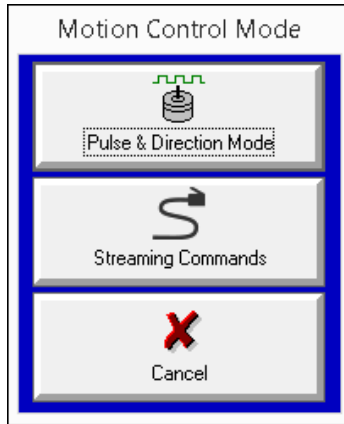 Motion Control Mode
Pulse & Direction Mode
Streaming Commands
Cancel